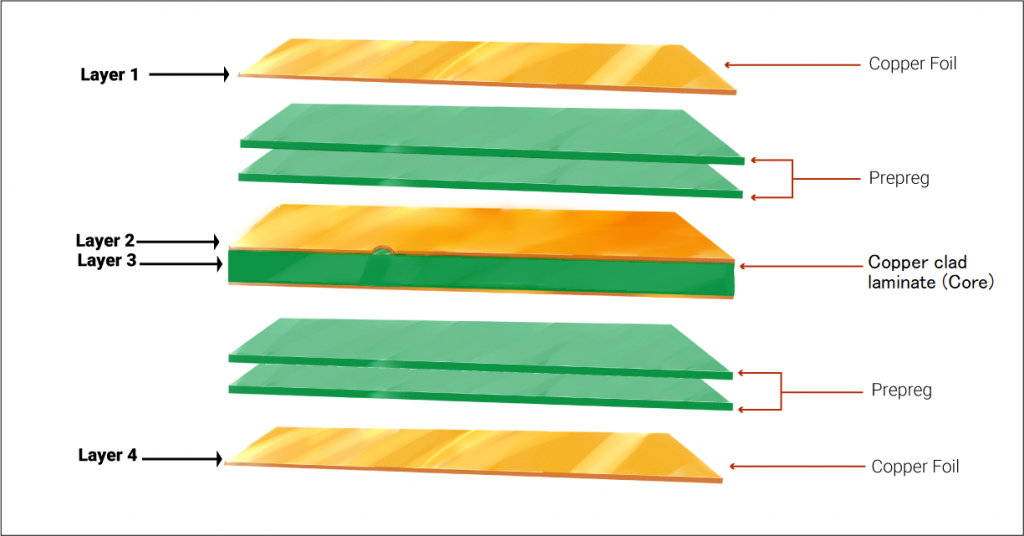 Layer 1
Copper Foil
Prepreg
Layer 2
Layer 3
Copper clad
laminate (Core)
Prepreg
Layer 4
Copper Foil